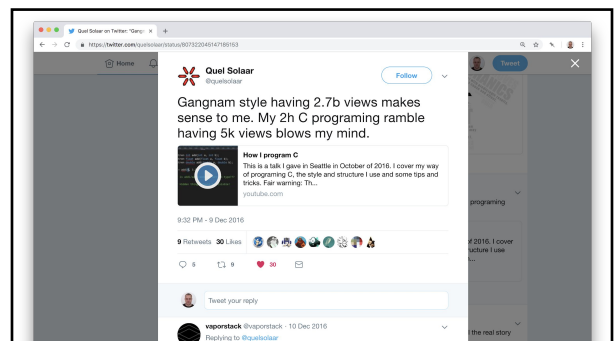 Quel Solaar on Twitter: "Gangn
https://twitter.com/quelsolaar/status/807322049147185153
Home
Tweet
Quel Solaar
@quelsolaar
Follow
Gangnam style having 2.7b views makes
sense to me. My 2h C programing ramble
having 5k views blows my mind.
How I program C
This is a talk I gave in Seattle in October of 2016. I cover my way
of programing C, the style and structure I use and some tips and
tricks. Fair warning: Th...
youtube.com
programing
9:32 PM - 9 Dec 2016
9 Retweets 30 Likes
of 2016. I cover
ructure I use
5 9 30
Tweet your reply
vaporstack @vaporstack · 10 Dec 2016
Replying to @quelsolaar
the real story